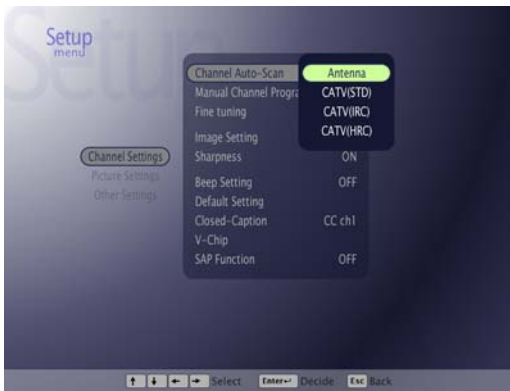 Setup
Setup
menu
Channel Auto-Scan
Antenna
Manual Channel Progra
CATV(STD)
Fine tuning
CATV(IRC)
CATV(HRC)
Image Setting
Channel Settings
Sharpness ON
Picture Settings
Beep Setting OFF
Other Settings
Default Setting
Closed-Caption CC ch1
V-Chip
SAP Function OFF
↑ ↓ ← → Select Enter↵ Decide Esc Back